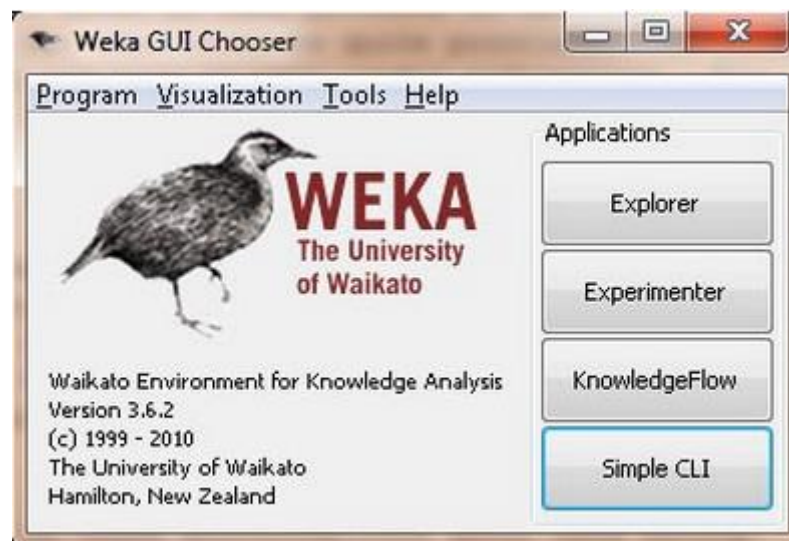 Weka GUI Chooser
Program Visualization Tools Help
WEKA
The University
of Waikato
Waikato Environment for Knowledge Analysis
Version 3.6.2
(c) 1999 - 2010
The University of Waikato
Hamilton, New Zealand
Applications
Explorer
Experimenter
KnowledgeFlow
Simple CLI